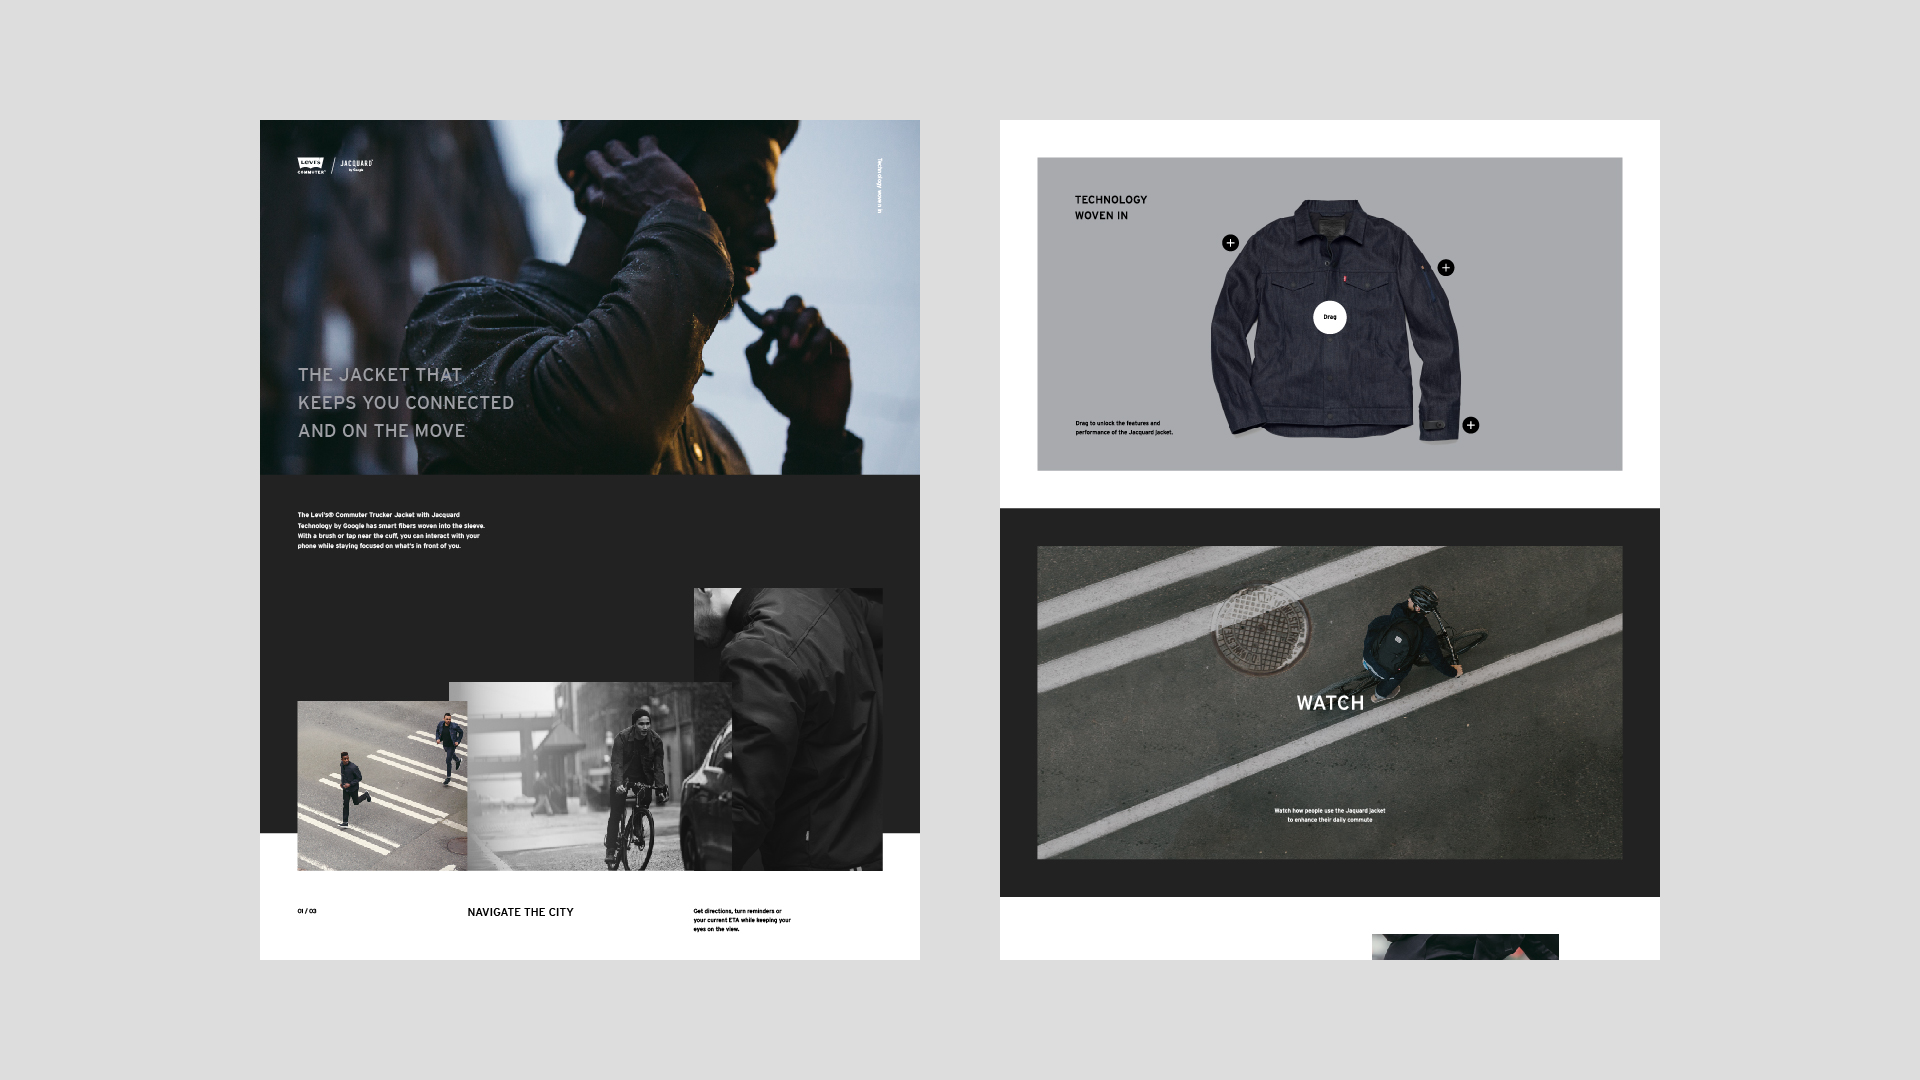 LEVI'S
COMMUTER
JACQUARD
by Google
Technology woven in
THE JACKET THAT
KEEPS YOU CONNECTED
AND ON THE MOVE
The Levi's® Commuter Trucker Jacket with Jacquard
Technology by Google has smart fibers woven into the sleeve.
With a brush or tap near the cuff, you can interact with your
phone while staying focused on what's in front of you.
01 / 03
NAVIGATE THE CITY
Get directions, turn reminders or
your current ETA while keeping your
eyes on the view.
TECHNOLOGY
WOVEN IN
Drag
Drag to unlock the features and
performance of the Jacquard jacket.
WATCH
Watch how people use the Jaquard jacket
to enhance their daily commute